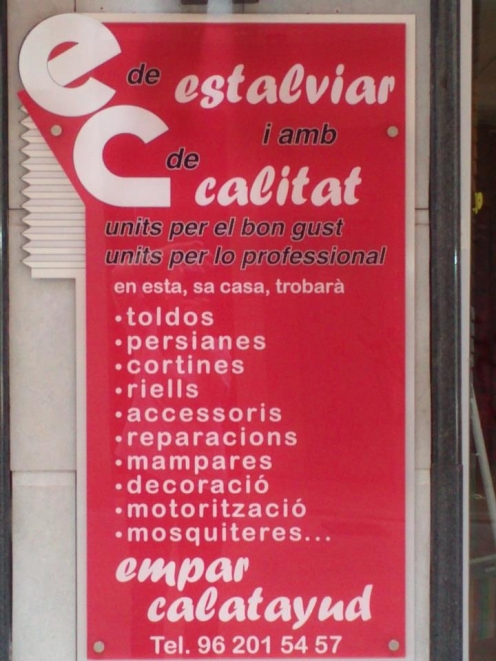 e de estalviar
i amb
c de calitat
units per el bon gust
units per lo professional
en esta, sa casa, trobarà
•toldos
•persianes
•cortines
•riells
•accessoris
•reparacions
•mampares
•decoració
•motorització
•mosquiteres...
empar
calatayud
Tel. 96 201 54 57